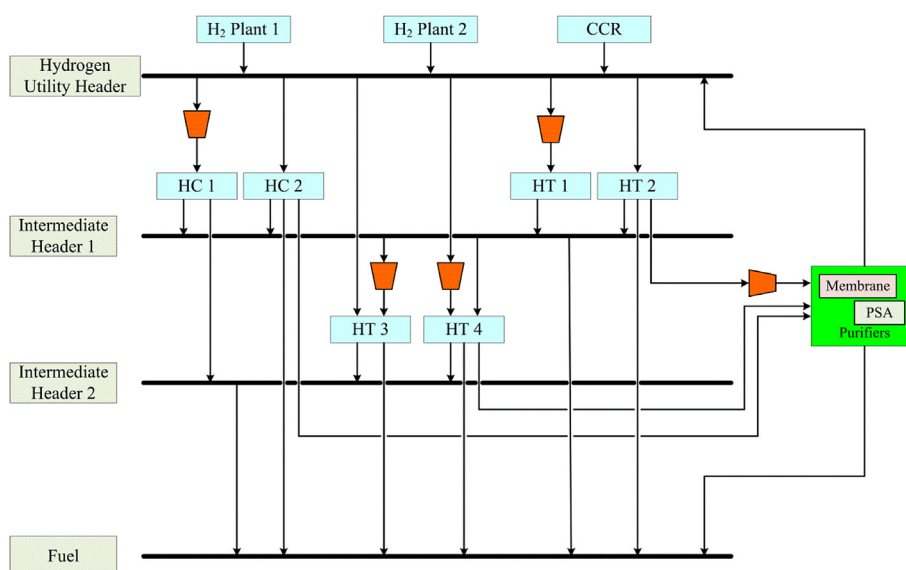 H₂ Plant 1
H₂ Plant 2
CCR
Hydrogen
Utility Header
HC 1
HC 2
HT 1
HT 2
Intermediate
Header 1
Membrane
PSA
Purifiers
HT 3
HT 4
Intermediate
Header 2
Fuel